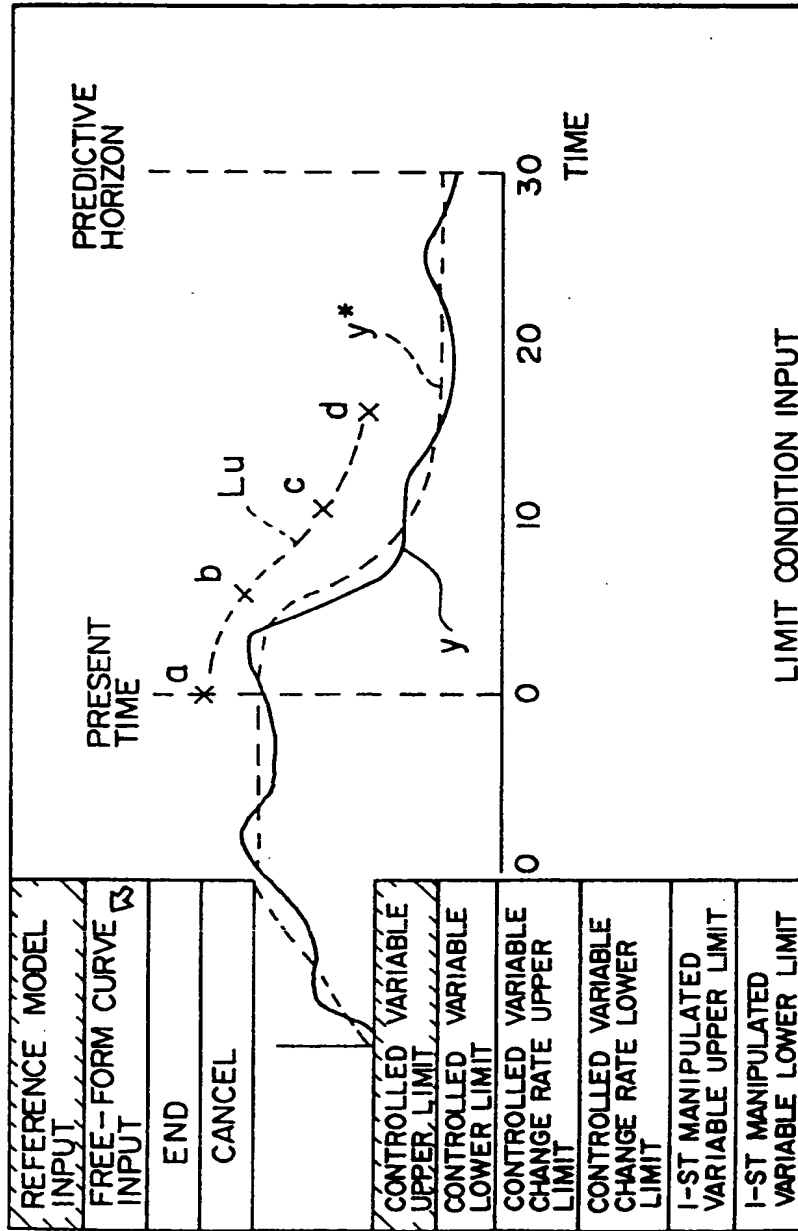 REFERENCE MODEL
INPUT
FREE-FORM CURVE
INPUT
END
CANCEL
CONTROLLED VARIABLE
UPPER LIMIT
CONTROLLED VARIABLE
LOWER LIMIT
CONTROLLED VARIABLE
CHANGE RATE UPPER
LIMIT
CONTROLLED VARIABLE
CHANGE RATE LOWER
LIMIT
I-ST MANIPULATED
VARIABLE UPPER LIMIT
I-ST MANIPULATED
VARIABLE LOWER LIMIT
PRESENT
TIME
PREDICTIVE
HORIZON
a
b
Lu
c
d
y*
y
0
0
10
20
30
TIME
LIMIT CONDITION INPUT